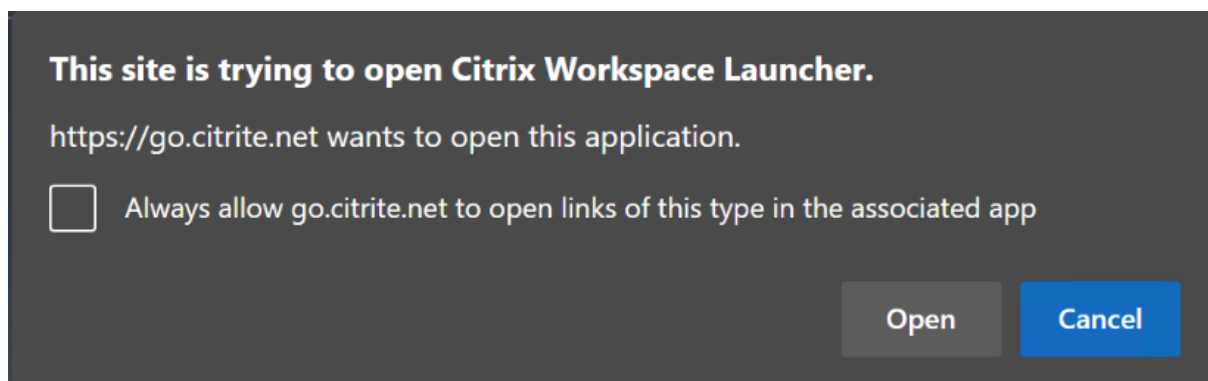 This site is trying to open Citrix Workspace Launcher.
https://go.citrite.net wants to open this application.
Always allow go.citrite.net to open links of this type in the associated app
Open Cancel